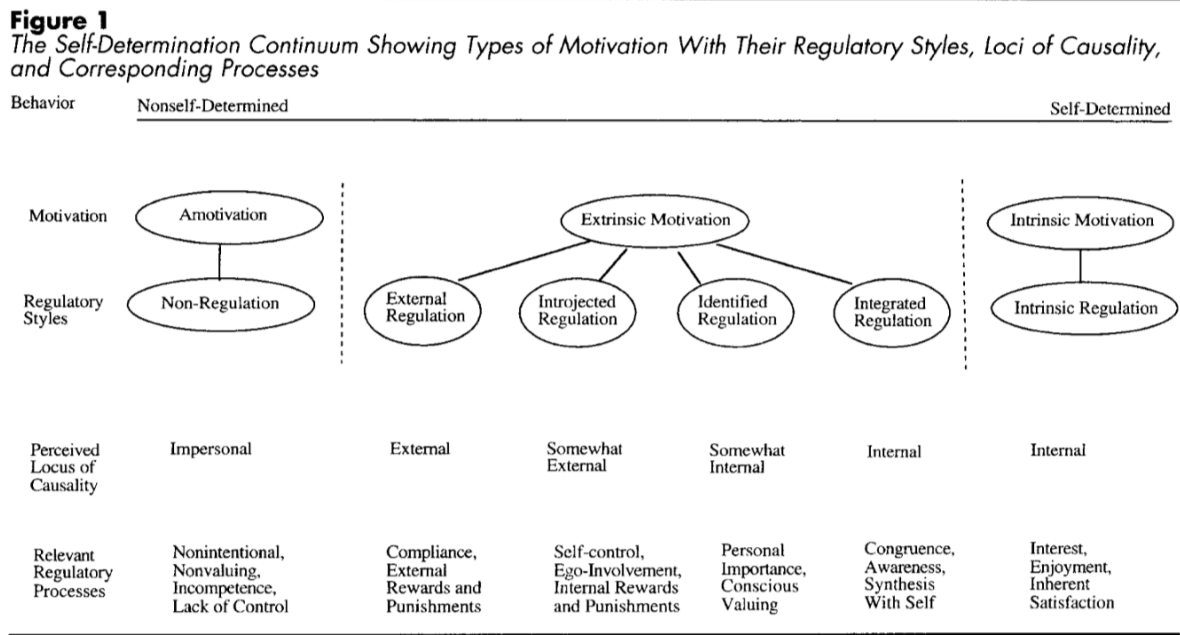 Figure 1
The Self-Determination Continuum Showing Types of Motivation With Their Regulatory Styles, Loci of Causality,
and Corresponding Processes
Behavior Nonself-Determined Self-Determined
Motivation Amotivation Extrinsic Motivation Intrinsic Motivation
Regulatory
Styles
Non-Regulation
External
Regulation
Introjected
Regulation
Identified
Regulation
Integrated
Regulation
Intrinsic Regulation
Perceived
Locus of
Causality
Impersonal
External
Somewhat
External
Somewhat
Internal
Internal
Internal
Relevant
Regulatory
Processes
Nonintentional,
Nonvaluing,
Incompetence,
Lack of Control
Compliance,
External
Rewards and
Punishments
Self-control,
Ego-Involvement,
Internal Rewards
and Punishments
Personal
Importance,
Conscious
Valuing
Congruence,
Awareness,
Synthesis
With Self
Interest,
Enjoyment,
Inherent
Satisfaction